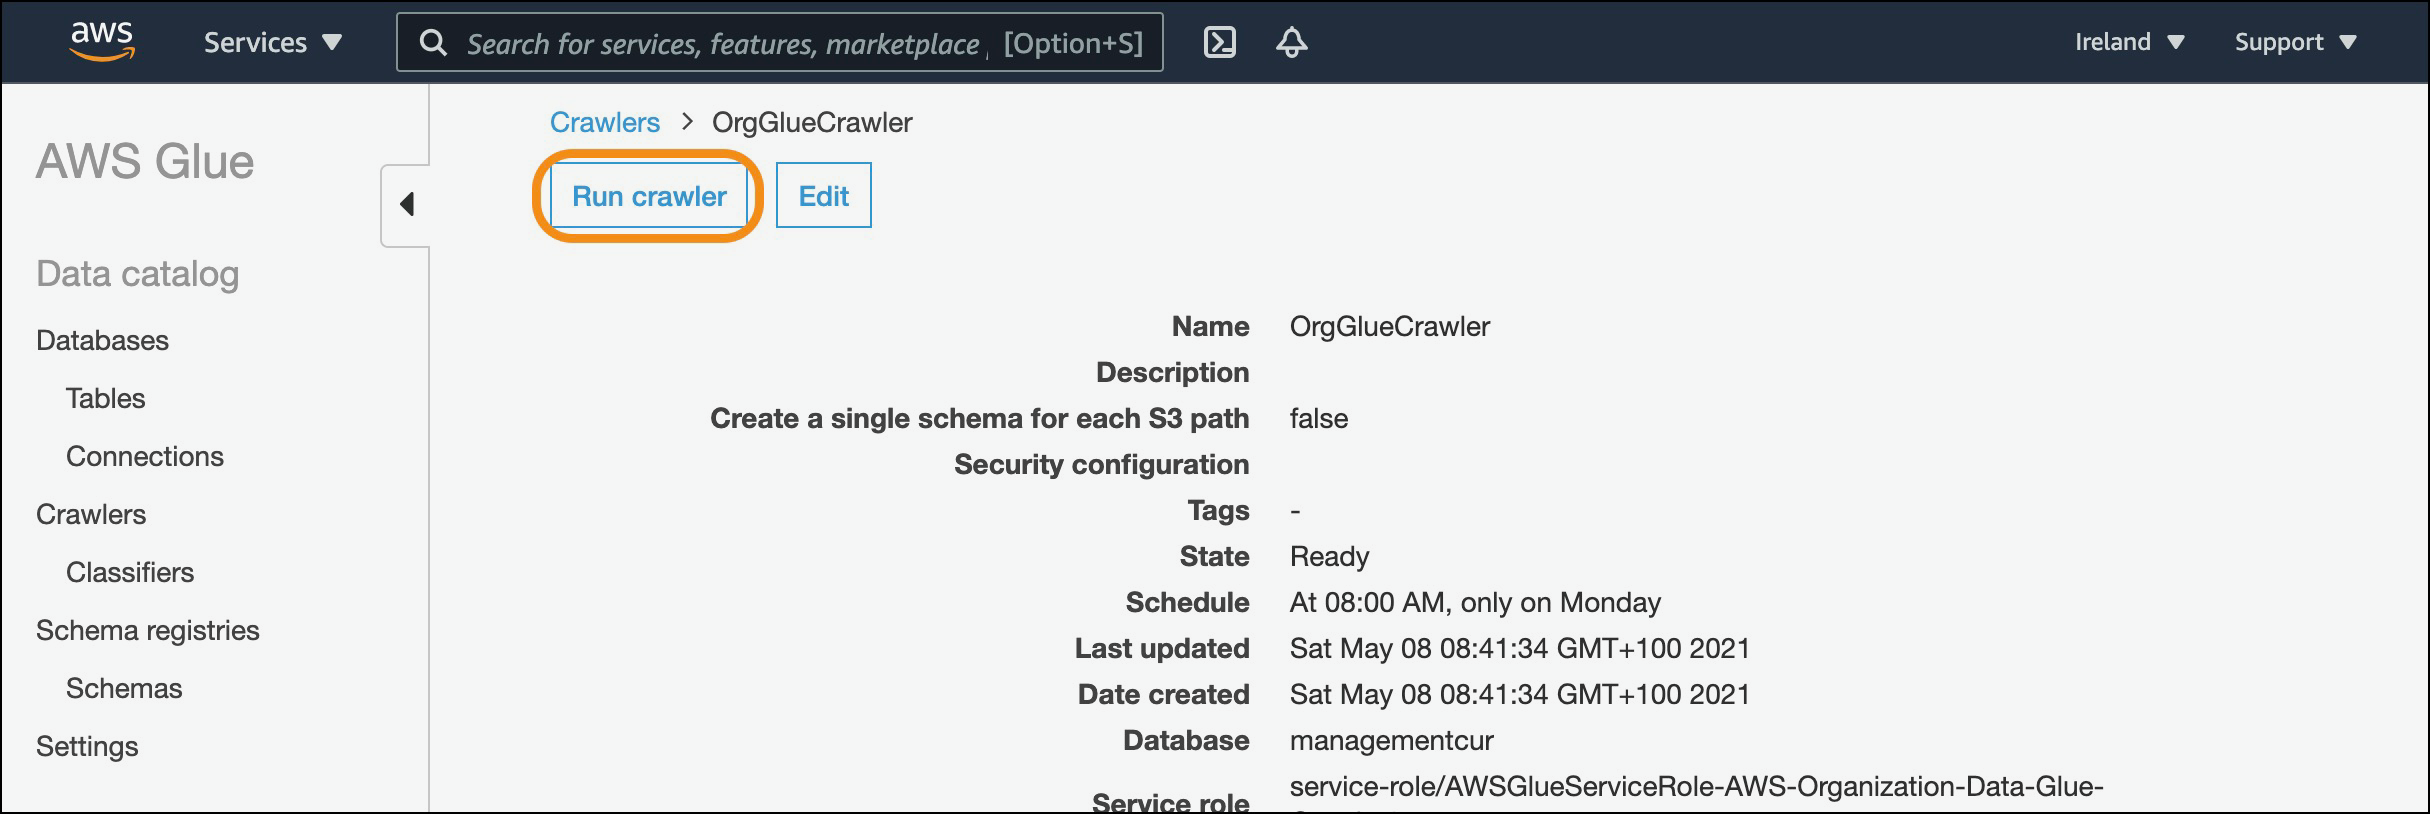 aws
Services
Search for services, features, marketplace
[Option+S]
Ireland
Support
AWS Glue
Data catalog
Databases
Tables
Connections
Crawlers
Classifiers
Schema registries
Schemas
Settings
Crawlers > OrgGlueCrawler
Run crawler
Edit
Name OrgGlueCrawler
Description
Create a single schema for each S3 path false
Security configuration
Tags -
State Ready
Schedule At 08:00 AM, only on Monday
Last updated Sat May 08 08:41:34 GMT+100 2021
Date created Sat May 08 08:41:34 GMT+100 2021
Database managementcur
Service role service-role/AWSGlueServiceRole-AWS-Organization-Data-Glue-